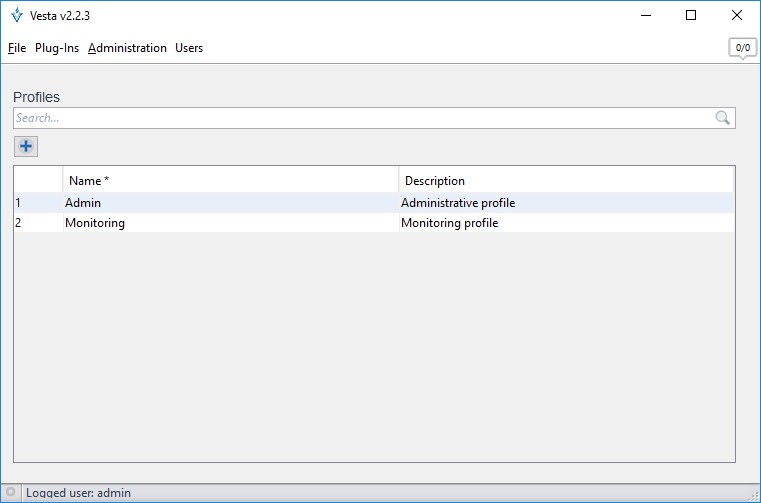 Vesta v2.2.3
File Plug-Ins Administration Users 0/0
Profiles
Search...
Name * Description
1 Admin Administrative profile
2 Monitoring Monitoring profile
Logged user: admin